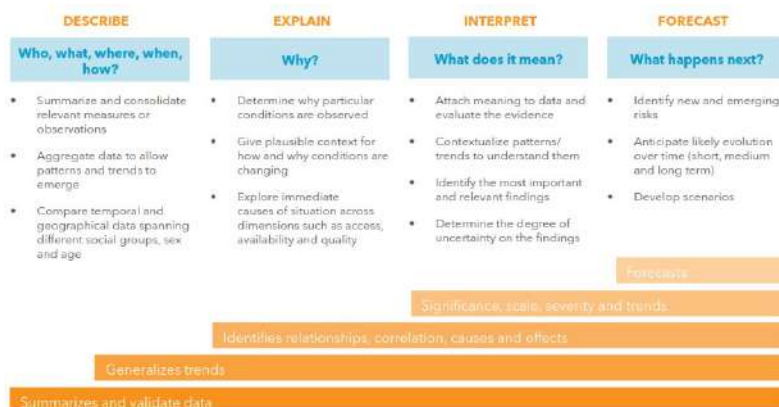 DESCRIBE
Who, what, where, when,
how?
• Summarize and consolidate
relevant measures or
observations
• Aggregate data to allow
patterns and trends to
emerge
• Compare temporal and
geographical data spanning
different social groups, sex
and age
EXPLAIN
Why?
• Determine why particular
conditions are observed
• Give plausible context for
how and why conditions are
changing
• Explore immediate
causes of situation across
dimensions such as access,
availability and quality
INTERPRET
What does it mean?
• Attach meaning to data and
evaluate the evidence
• Contextualize patterns/
trends to understand them
• Identify the most important
and relevant findings
• Determine the degree of
uncertainty on the findings
FORECAST
What happens next?
• Identify new and emerging
risks
• Anticipate likely evolution
over time (short, medium
and long term)
• Develop scenarios
Forecasts
Significance, scale, severity and trends
Identifies relationships, correlation, causes and effects
Generalizes trends
Summarizes and validate data